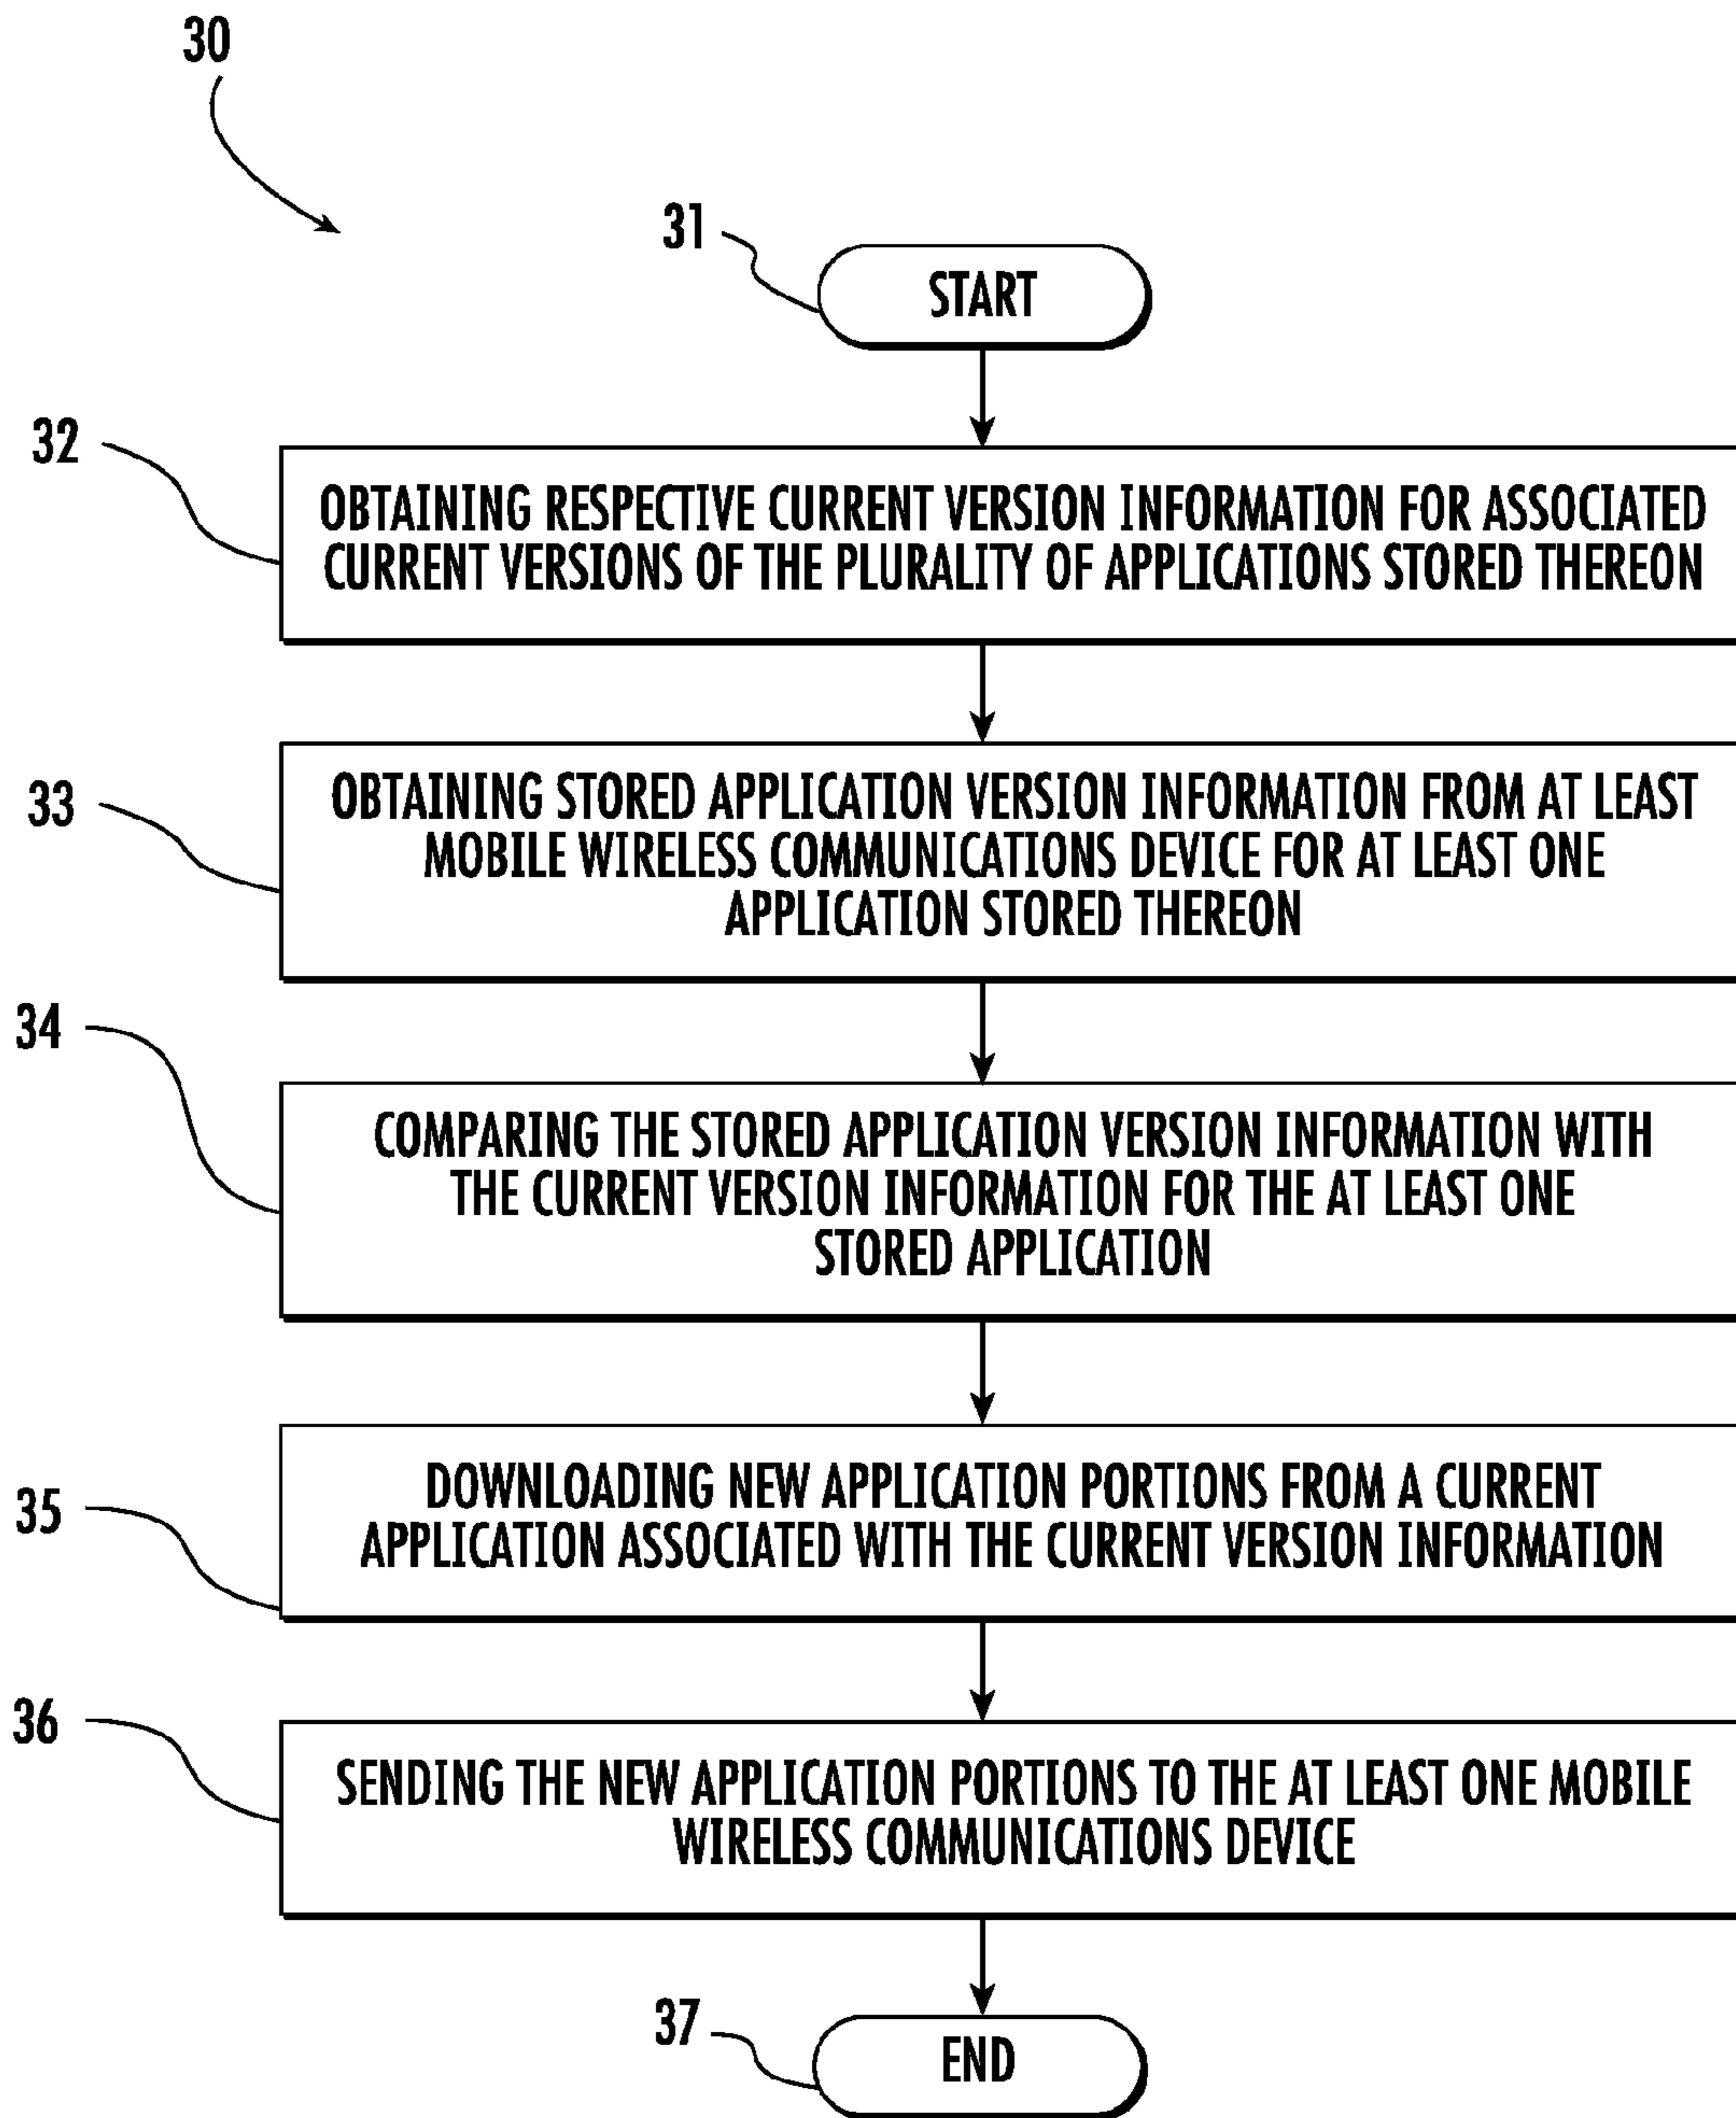 30
31
START
32
OBTAINING RESPECTIVE CURRENT VERSION INFORMATION FOR ASSOCIATED
CURRENT VERSIONS OF THE PLURALITY OF APPLICATIONS STORED THEREON
33
OBTAINING STORED APPLICATION VERSION INFORMATION FROM AT LEAST
MOBILE WIRELESS COMMUNICATIONS DEVICE FOR AT LEAST ONE
APPLICATION STORED THEREON
34
COMPARING THE STORED APPLICATION VERSION INFORMATION WITH
THE CURRENT VERSION INFORMATION FOR THE AT LEAST ONE
STORED APPLICATION
35
DOWNLOADING NEW APPLICATION PORTIONS FROM A CURRENT
APPLICATION ASSOCIATED WITH THE CURRENT VERSION INFORMATION
36
SENDING THE NEW APPLICATION PORTIONS TO THE AT LEAST ONE MOBILE
WIRELESS COMMUNICATIONS DEVICE
37
END